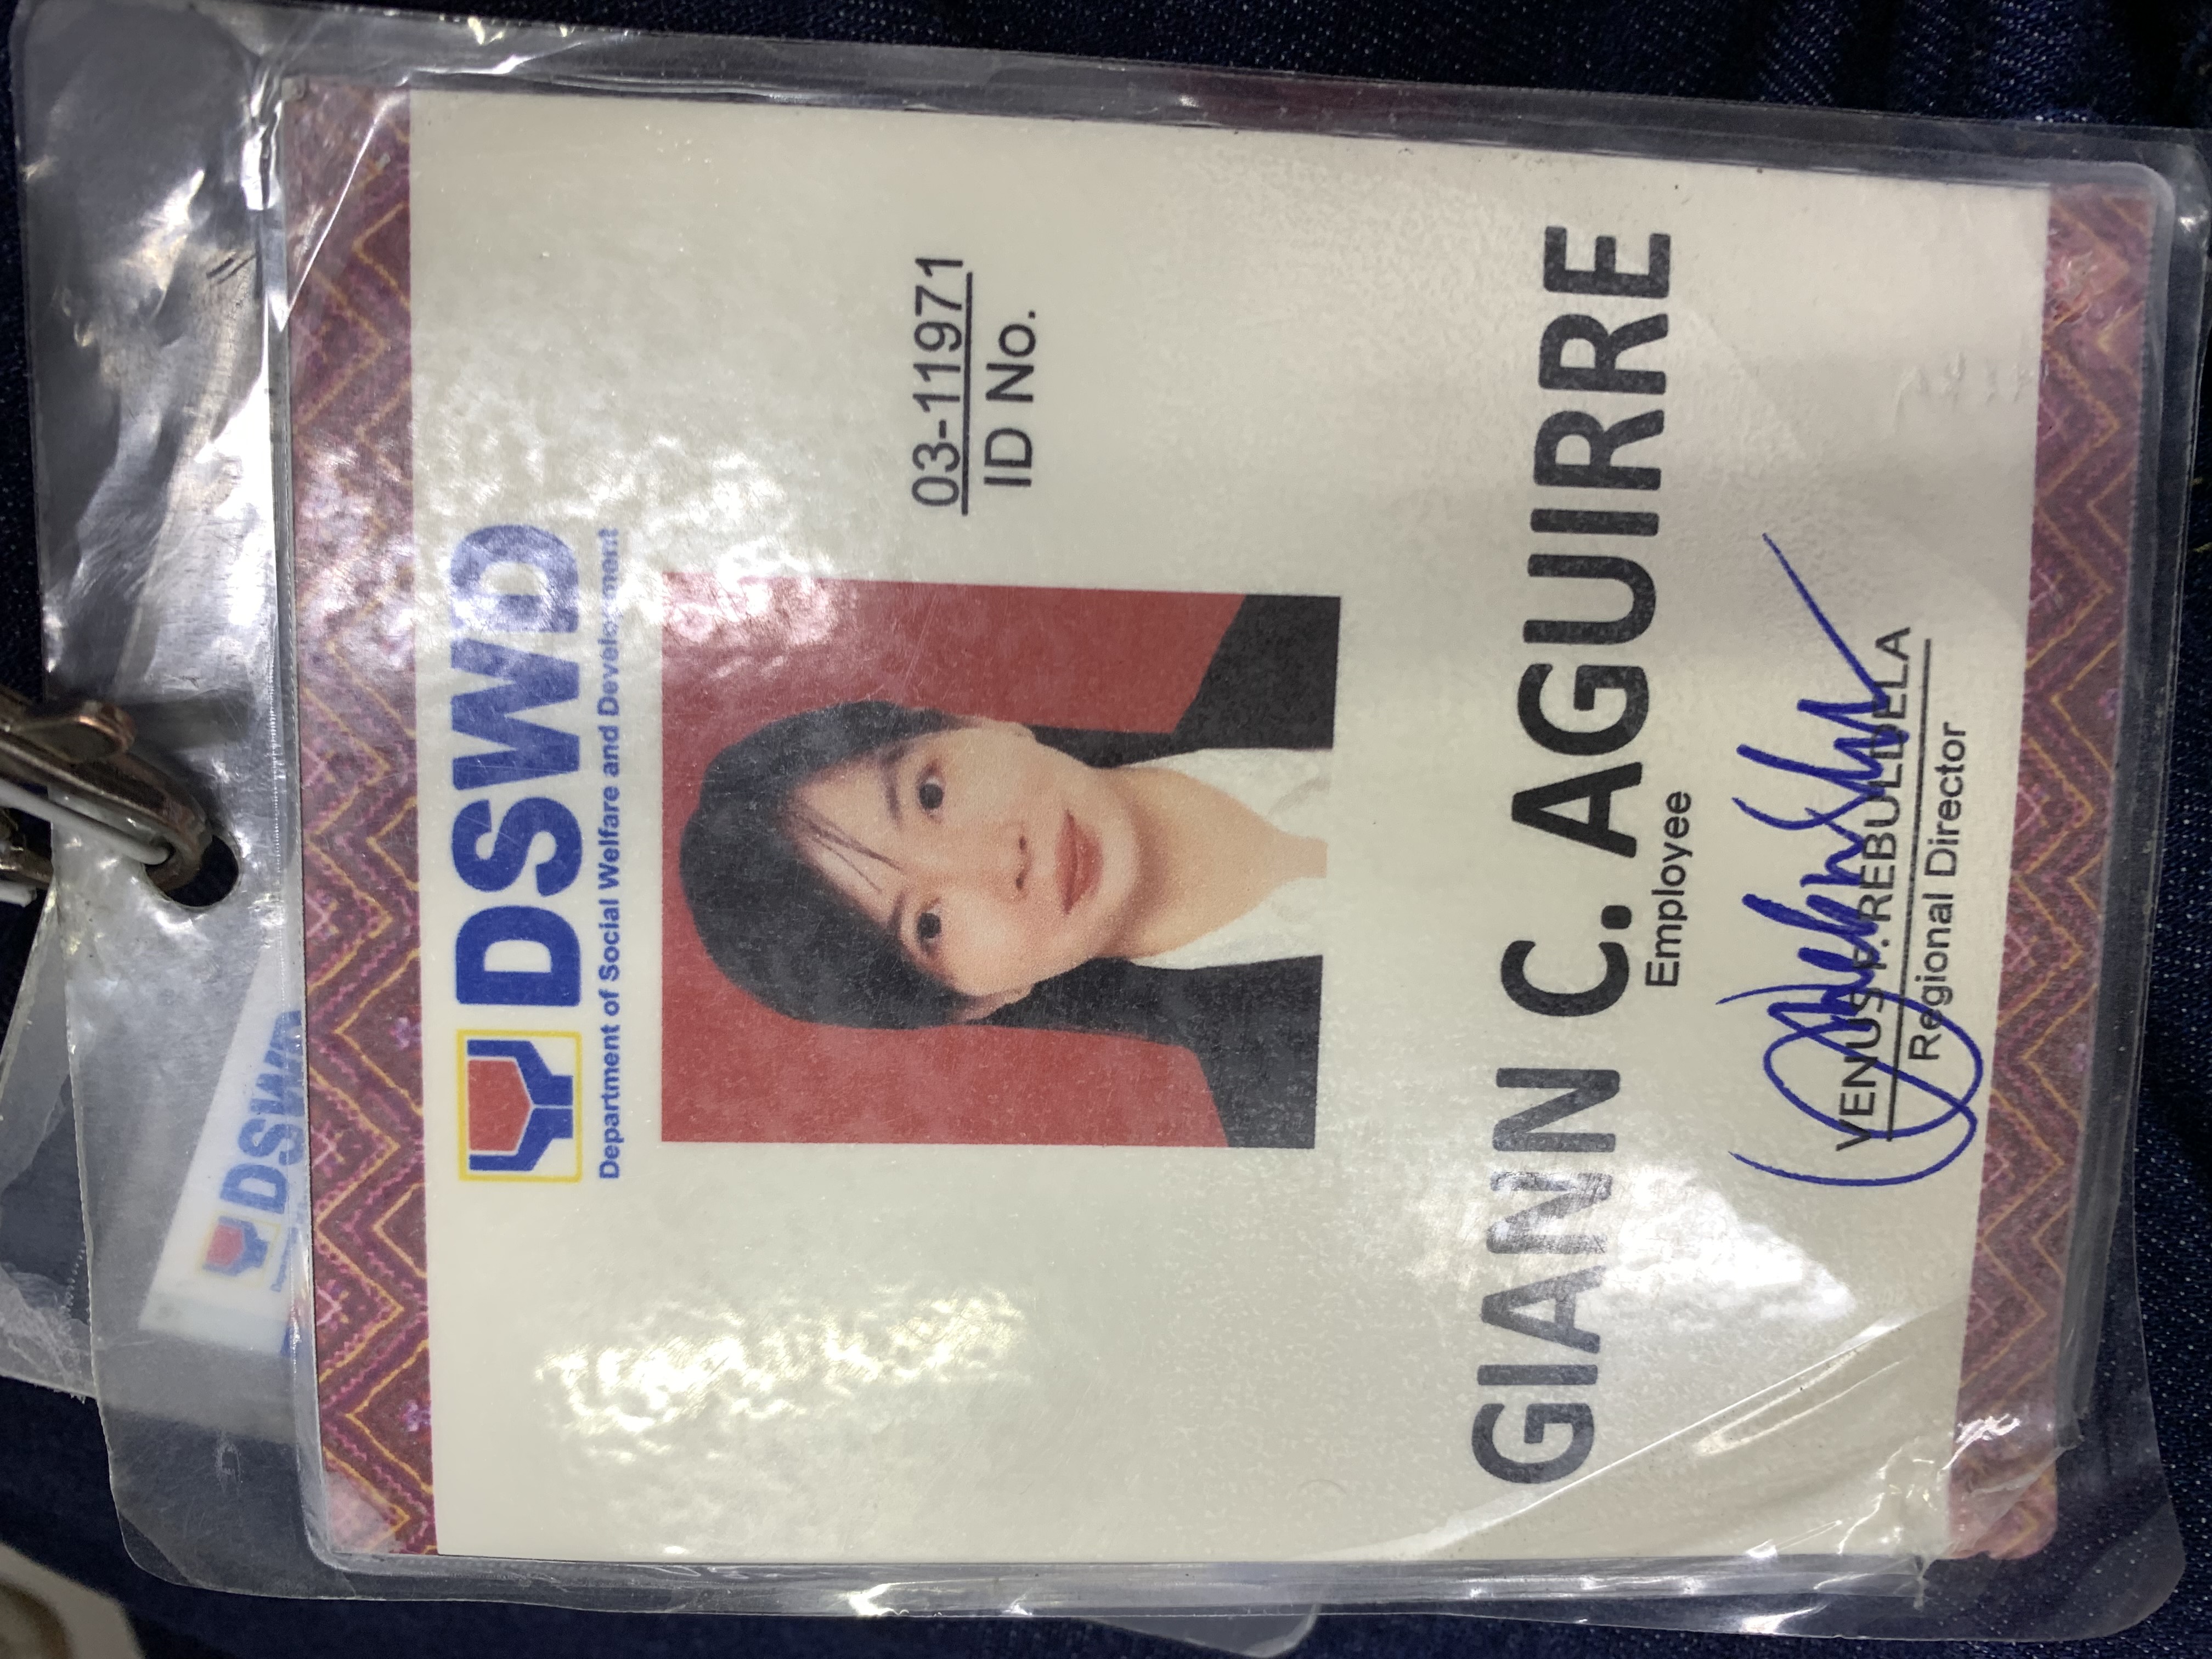 DSWD
DSWD
Department of Social Welfare and Development
03-11971
ID No.
GIANN C. AGUIRRE
Employee
VENUS F. REBULDELA
Regional Director